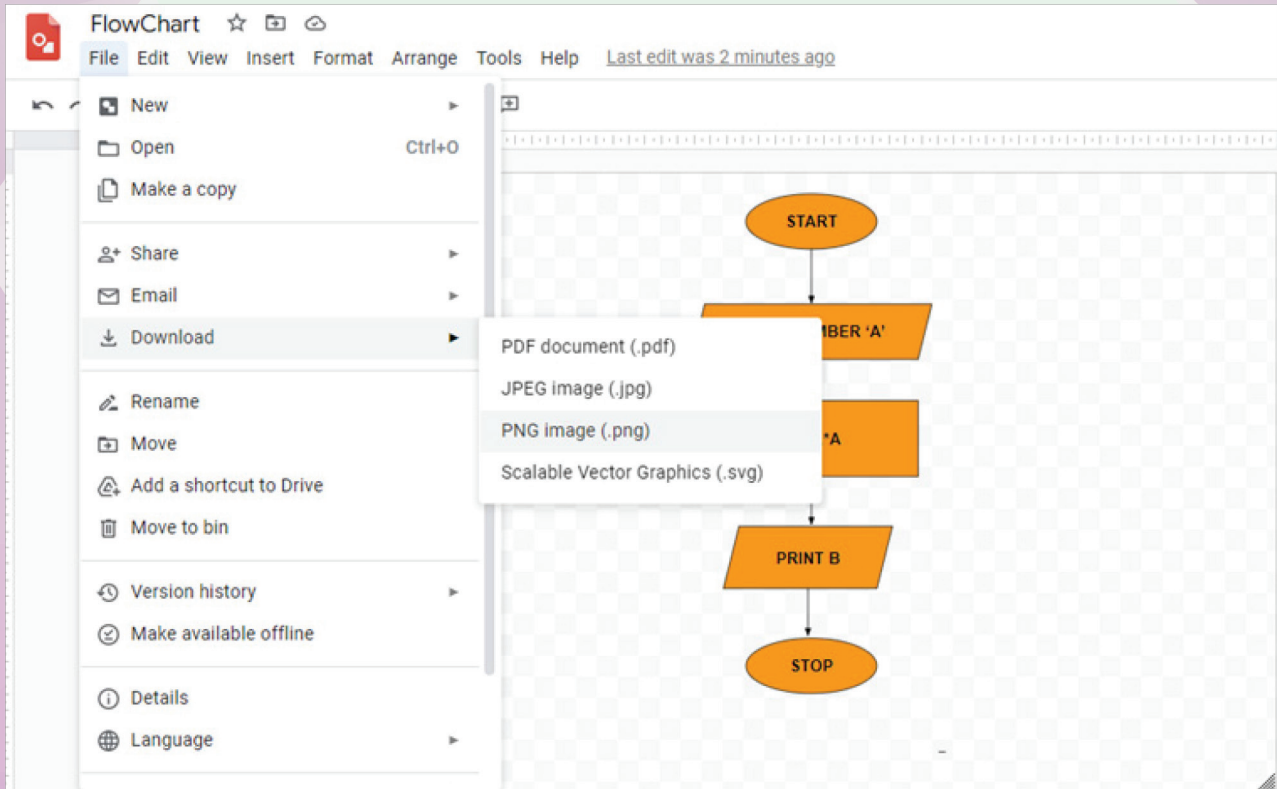 FlowChart
File Edit View Insert Format Arrange Tools Help Last edit was 2 minutes ago
New
Open Ctrl+O
Make a copy
Share
Email
Download
Rename
Move
Add a shortcut to Drive
Move to bin
Version history
Make available offline
Details
Language
PDF document (.pdf)
JPEG image (.jpg)
PNG image (.png)
Scalable Vector Graphics (.svg)
START
'A'
*A
PRINT B
STOP